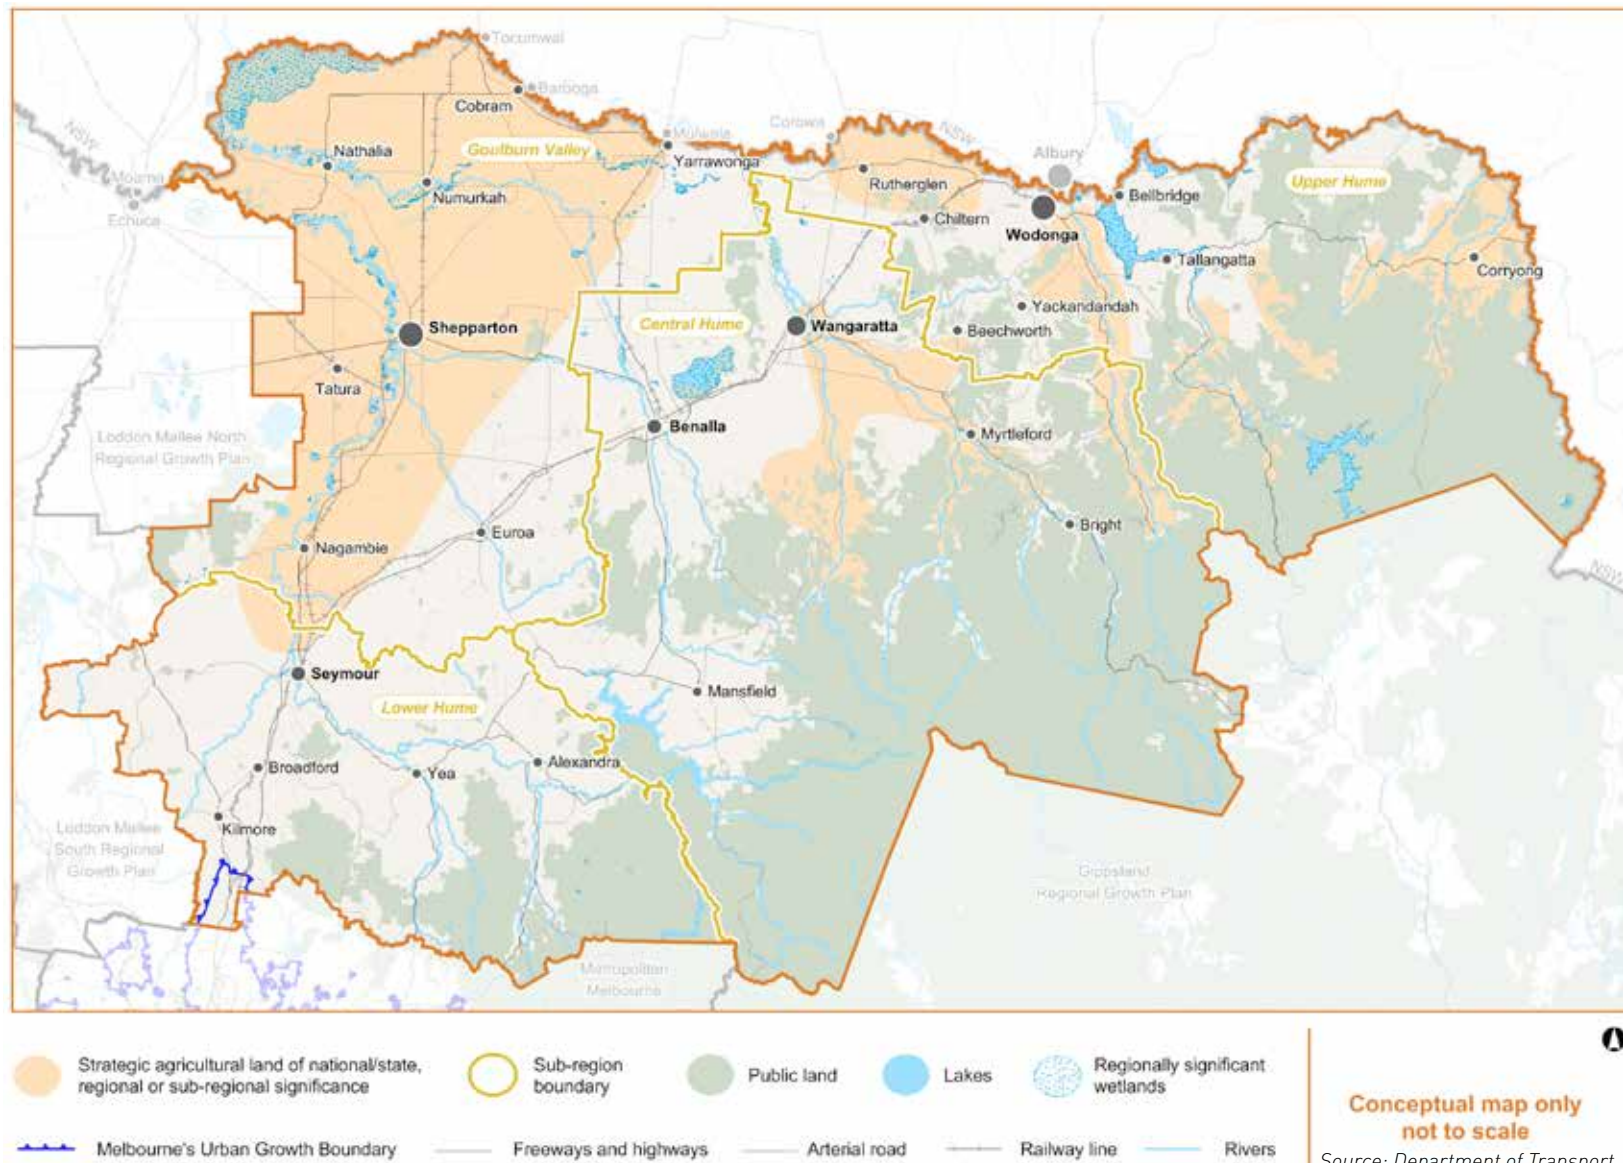 Tocumwal
Barooga
Cobram
NSW
Mulwala
Corowa
NSW
Nathalia
Goulburn Valley
Yarrawonga
Albury
Moama
Rutherglen
Upper Hume
Numurkah
Bellbridge
Echuca
Chiltern
Wodonga
Tallangatta
Corryong
Yackandandah
Shepparton
Central Hume
Wangaratta
Beechworth
Tatura
Loddon Mallee North
Regional Growth Plan
Benalla
Myrtleford
Bright
Euroa
Nagambie
NSW
Seymour
Mansfield
Lower Hume
Broadford
Yea
Alexandra
Kilmore
Loddon Mallee
South Regional
Growth Plan
Gippsland
Regional Growth Plan
Metropolitan
Melbourne
Strategic agricultural land of national/state,
regional or sub-regional significance
Sub-region
boundary
Public land
Lakes
Regionally significant
wetlands
Melbourne's Urban Growth Boundary
Freeways and highways
Arterial road
Railway line
Rivers
Conceptual map only
not to scale
Source: Department of Transport